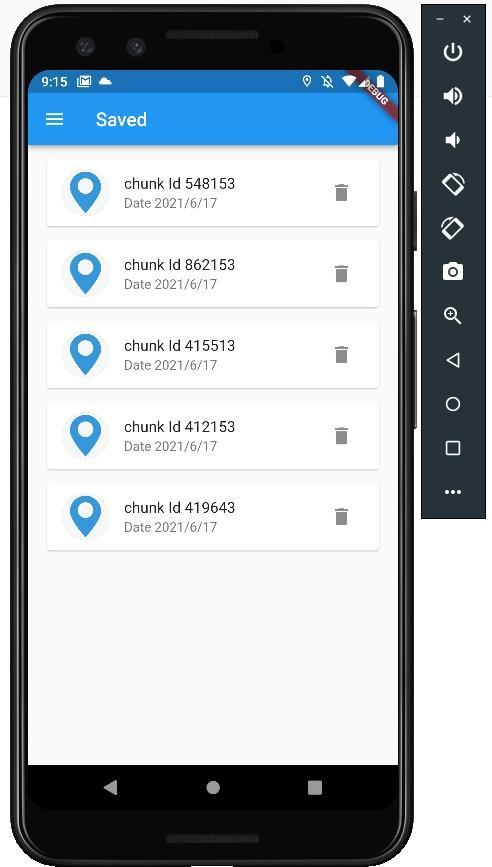 9:15
DEBUG
Saved
chunk Id 548153
Date 2021/6/17
chunk Id 862153
Date 2021/6/17
chunk Id 415513
Date 2021/6/17
chunk Id 412153
Date 2021/6/17
chunk Id 419643
Date 2021/6/17